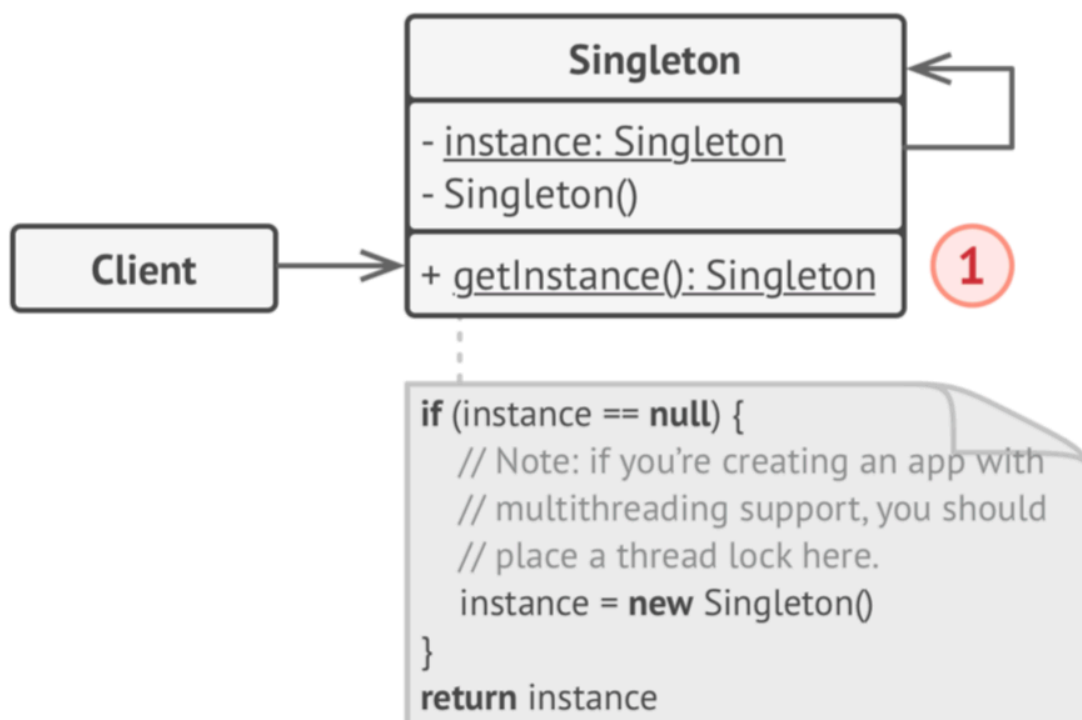 Singleton
- instance: Singleton
- Singleton()
Client
+ getInstance(): Singleton
1
if (instance == null) {
// Note: if you’re creating an app with
// multithreading support, you should
// place a thread lock here.
instance = new Singleton()
}
return instance